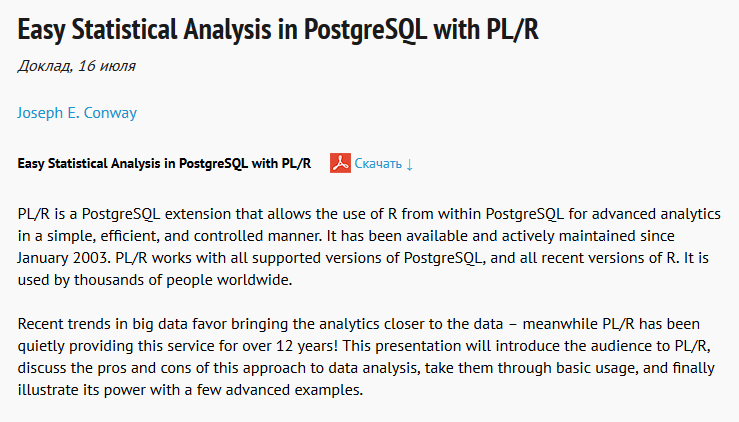 Easy Statistical Analysis in PostgreSQL with PL/R
Доклад, 16 июля
Joseph E. Conway
Easy Statistical Analysis in PostgreSQL with PL/R Скачать ↓
PL/R is a PostgreSQL extension that allows the use of R from within PostgreSQL for advanced analytics
in a simple, efficient, and controlled manner. It has been available and actively maintained since
January 2003. PL/R works with all supported versions of PostgreSQL, and all recent versions of R. It is
used by thousands of people worldwide.
Recent trends in big data favor bringing the analytics closer to the data – meanwhile PL/R has been
quietly providing this service for over 12 years! This presentation will introduce the audience to PL/R,
discuss the pros and cons of this approach to data analysis, take them through basic usage, and finally
illustrate its power with a few advanced examples.